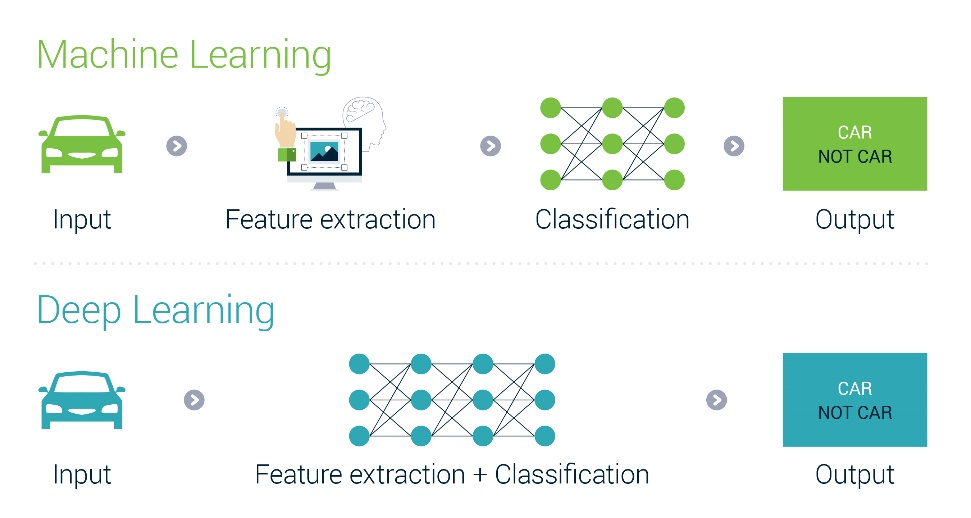 Machine Learning
CAR
NOT CAR
Input
Feature extraction
Classification
Output
Deep Learning
CAR
NOT CAR
Input
Feature extraction + Classification
Output